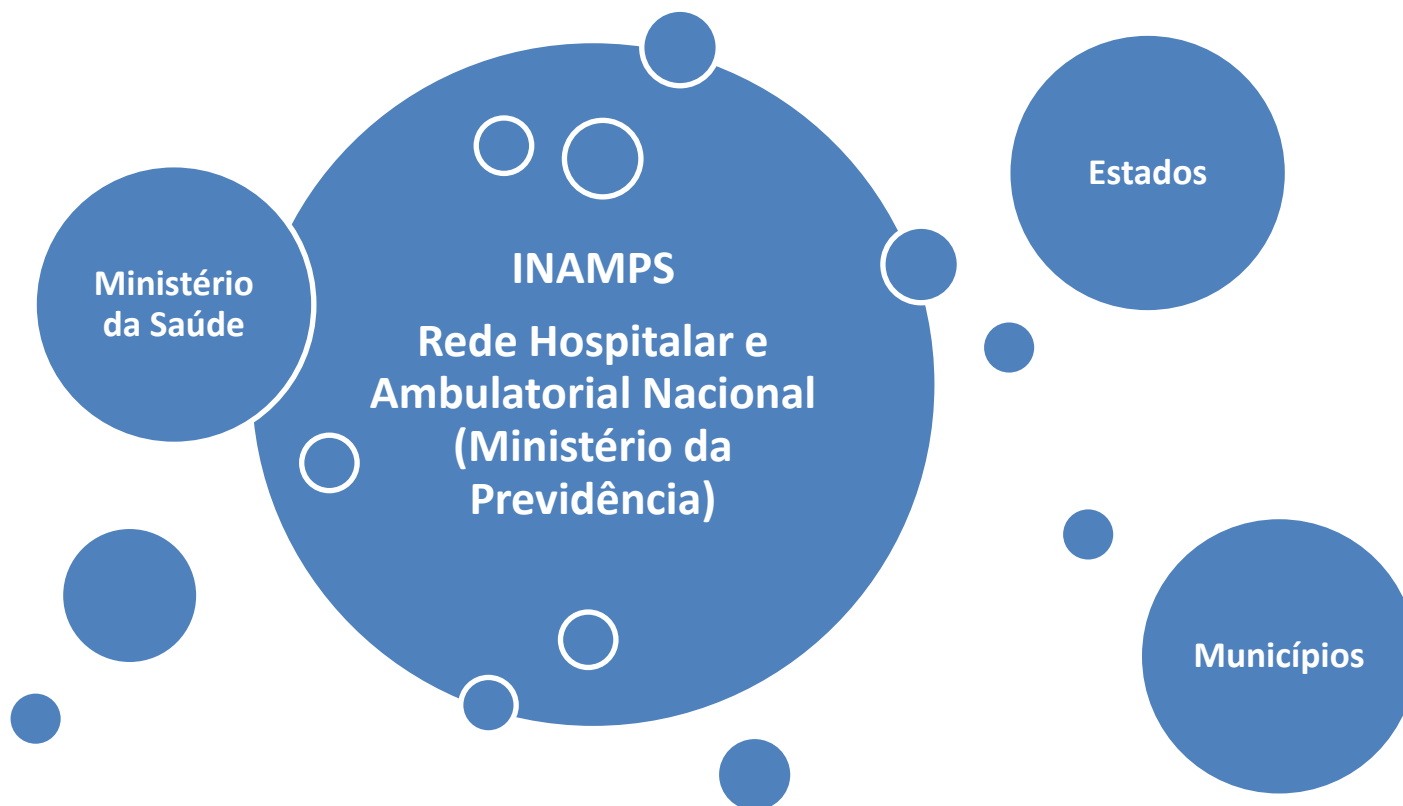 Ministério
da Saúde
INAMPS
Rede Hospitalar e
Ambulatorial Nacional
(Ministério da
Previdência)
Estados
Municípios